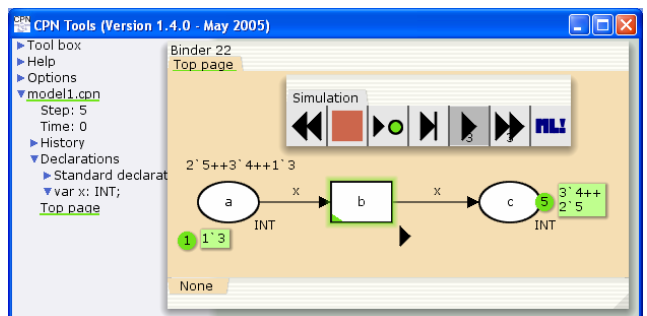 CPN Tools (Version 1.4.0 - May 2005)
Tool box
Help
Options
model1.cpn
Step: 5
Time: 0
History
Declarations
Standard declarat
var x: INT;
Top page
Binder 22
Top page
Simulation
3
3
ML!
2`5++3`4++1`3
a
x
b
x
c
5
3`4++
2`5
INT
INT
1
1`3
None